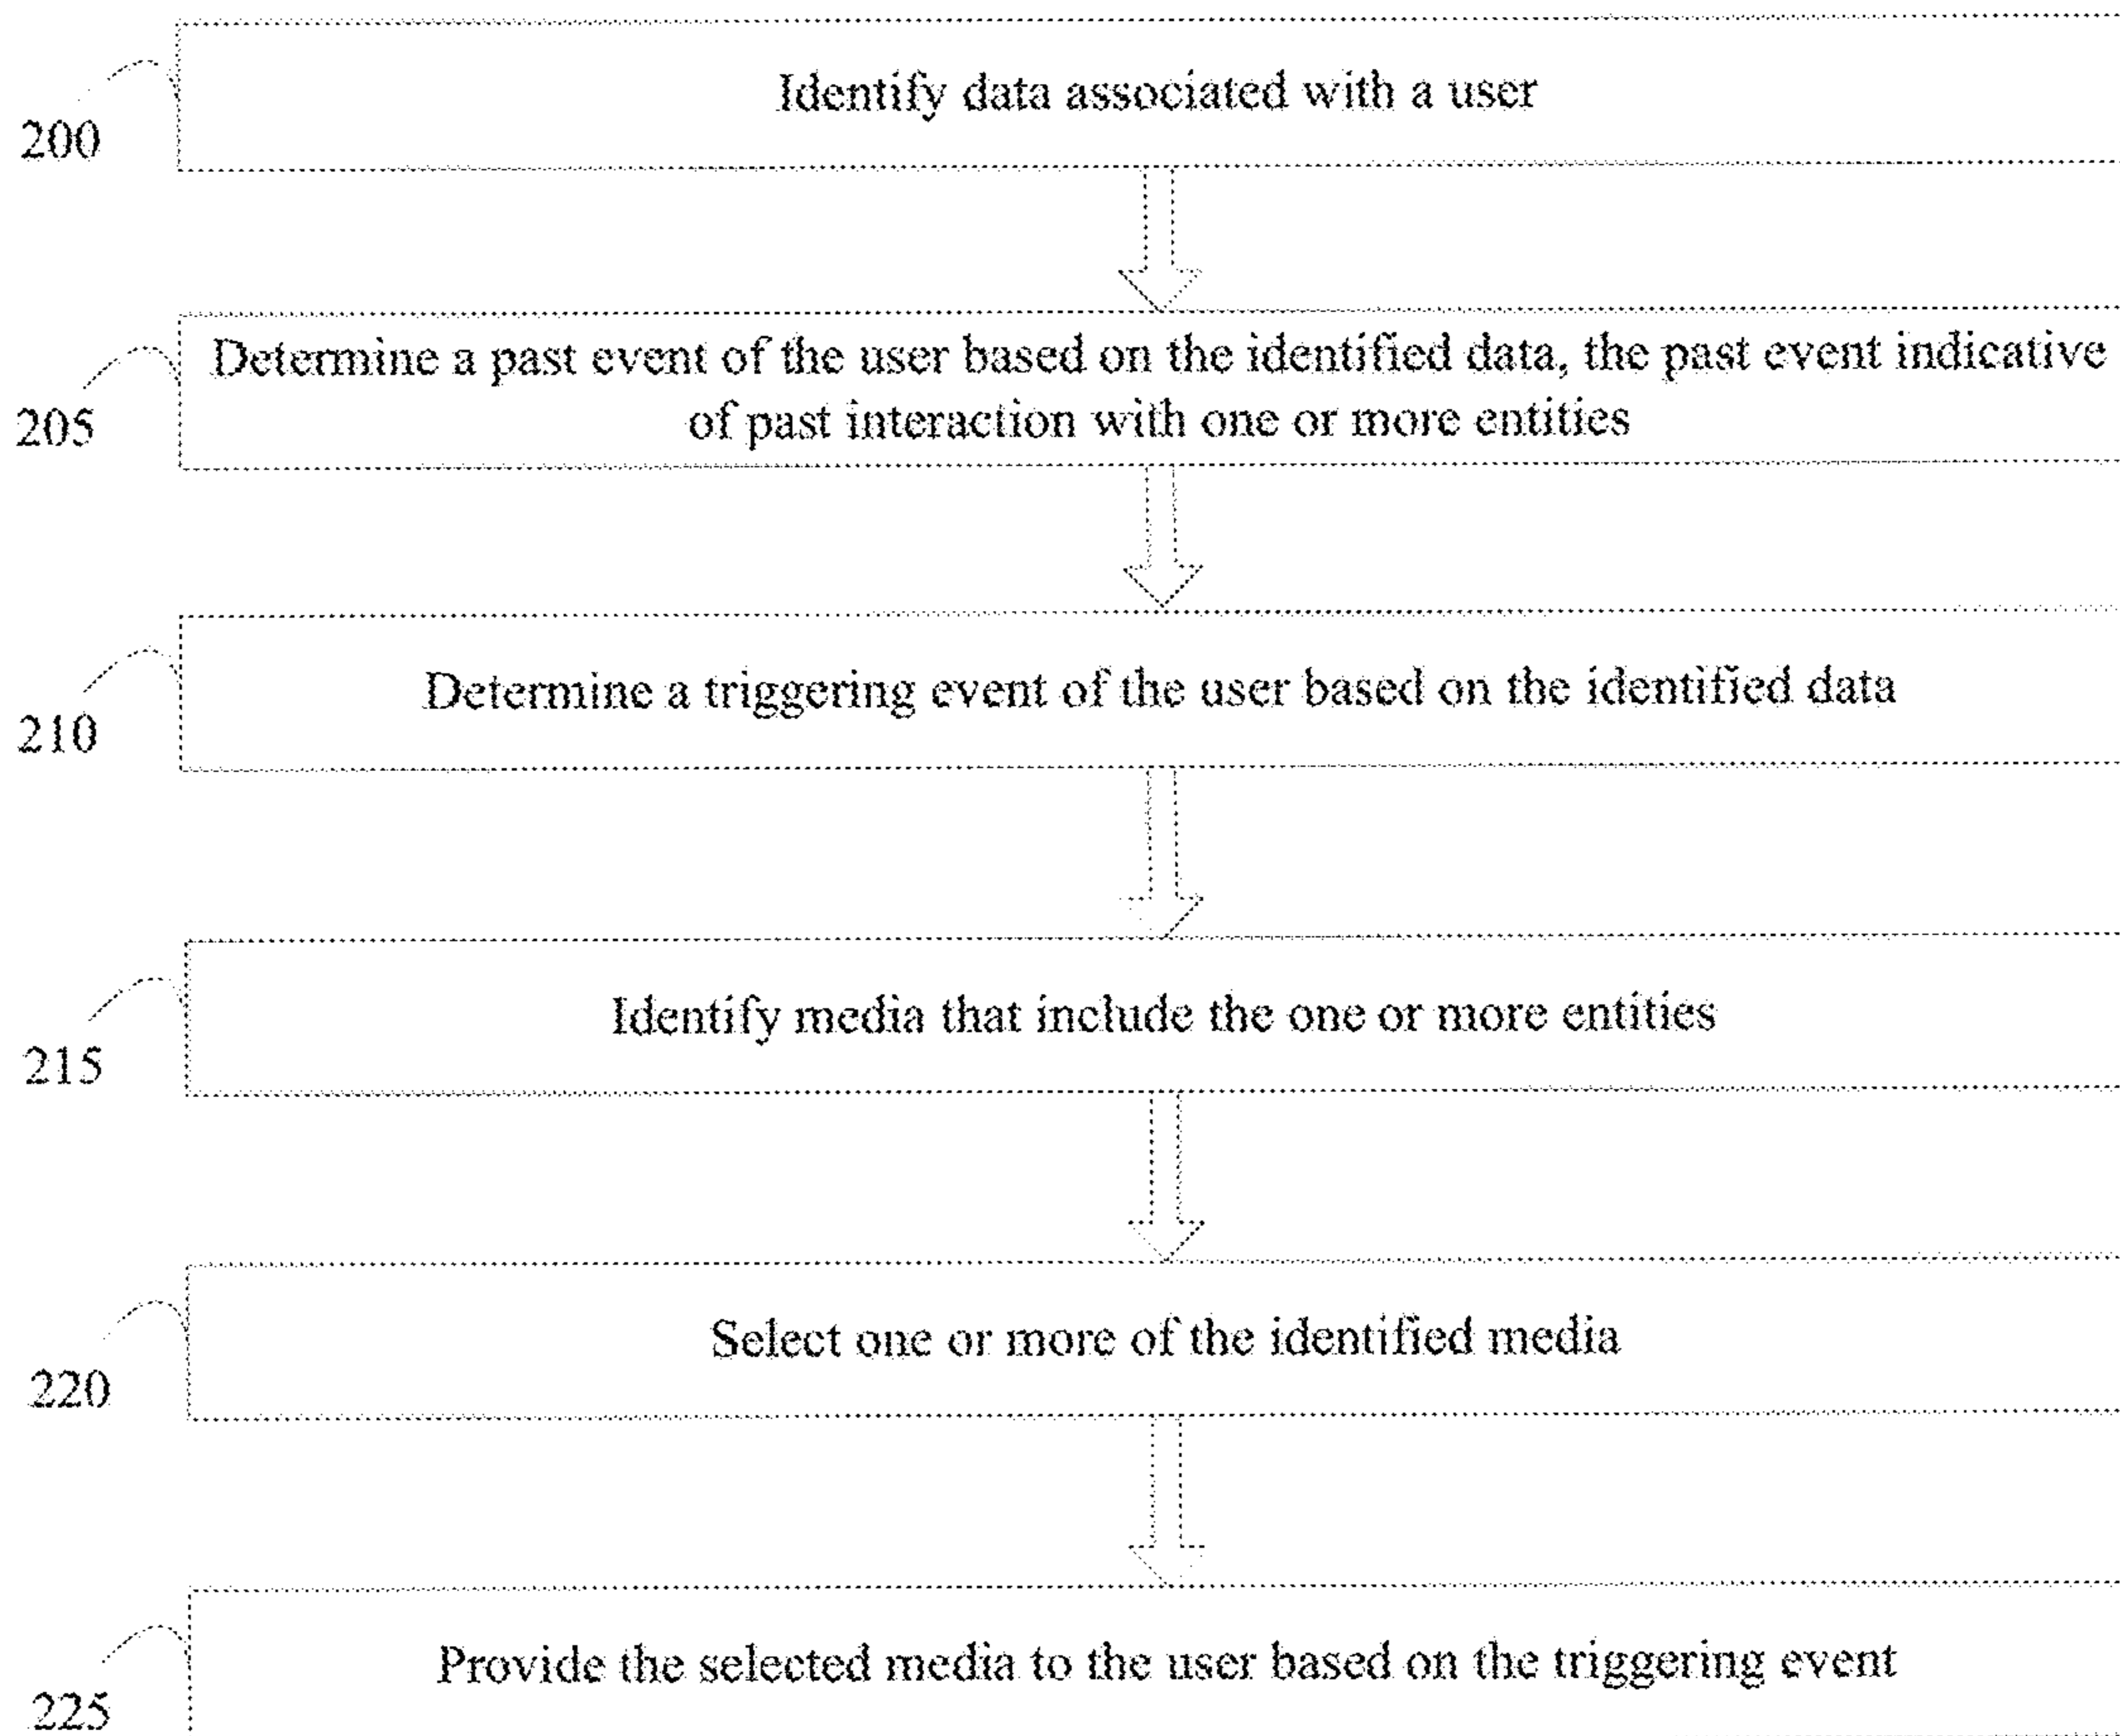 Identify data associated with a user
200
Determine a past event of the user based on the identified data, the past event indicative
of past interaction with one or more entities
205
Determine a triggering event of the user based on the identified data
210
Identify media that include the one or more entities
215
Select one or more of the identified media
220
Provide the selected media to the user based on the triggering event
225